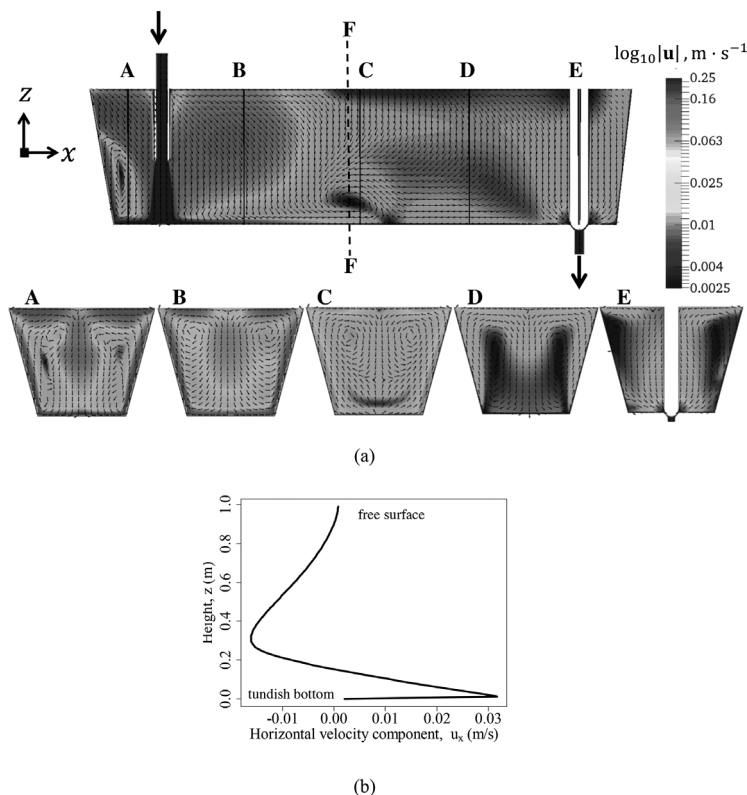 F
A B C D E
log₁₀|u| , m · s⁻¹
z
x
0.25
0.16
0.063
0.025
0.01
0.004
0.0025
F
A B C D E
(a)
1.0
0.8
0.6
0.4
0.2
0.0
Height, z (m)
free surface
tundish bottom
-0.01 0.00 0.01 0.02 0.03
Horizontal velocity component, uₓ (m/s)
(b)